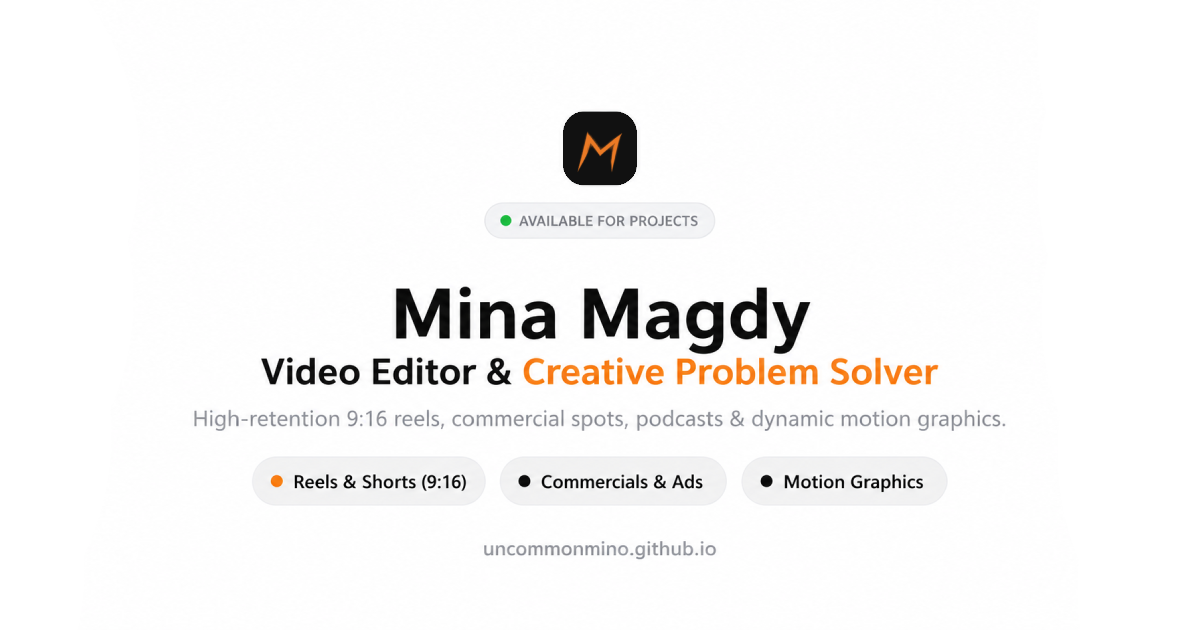 M
AVAILABLE FOR PROJECTS
Mina Magdy
Video Editor & Creative Problem Solver
High-retention 9:16 reels, commercial spots, podcasts & dynamic motion graphics.
Reels & Shorts (9:16) Commercials & Ads Motion Graphics
uncommonmino.github.io